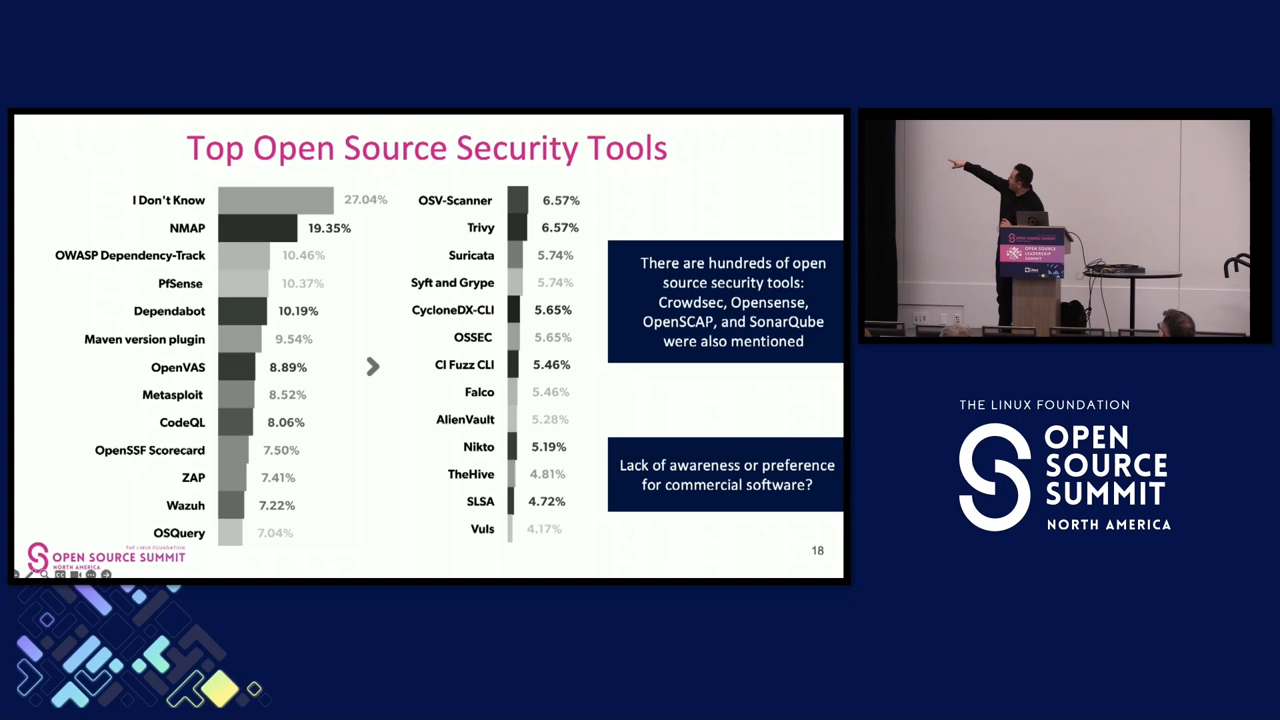 Top Open Source Security Tools
I Don't Know 27.04%
NMAP 19.35%
OWASP Dependency-Track 10.46%
PfSense 10.37%
Dependabot 10.19%
Maven version plugin 9.54%
OpenVAS 8.89%
Metasploit 8.52%
CodeQL 8.06%
OpenSSF Scorecard 7.50%
ZAP 7.41%
Wazuh 7.22%
OSQuery 7.04%
OSV-Scanner 6.57%
Trivy 6.57%
Suricata 5.74%
Syft and Grype 5.74%
CycloneDX-CLI 5.65%
OSSEC 5.65%
CI Fuzz CLI 5.46%
Falco 5.46%
AlienVault 5.28%
Nikto 5.19%
TheHive 4.81%
SLSA 4.72%
Vuls 4.17%
There are hundreds of open
source security tools:
Crowdsec, Opensense,
OpenSCAP, and SonarQube
were also mentioned
Lack of awareness or preference
for commercial software?
THE LINUX FOUNDATION
OPEN SOURCE SUMMIT
NORTH AMERICA
18
OPEN SOURCE
LEADERSHIP
SUMMIT
THE LINUX FOUNDATION
OPEN
SOURCE
SUMMIT
NORTH AMERICA